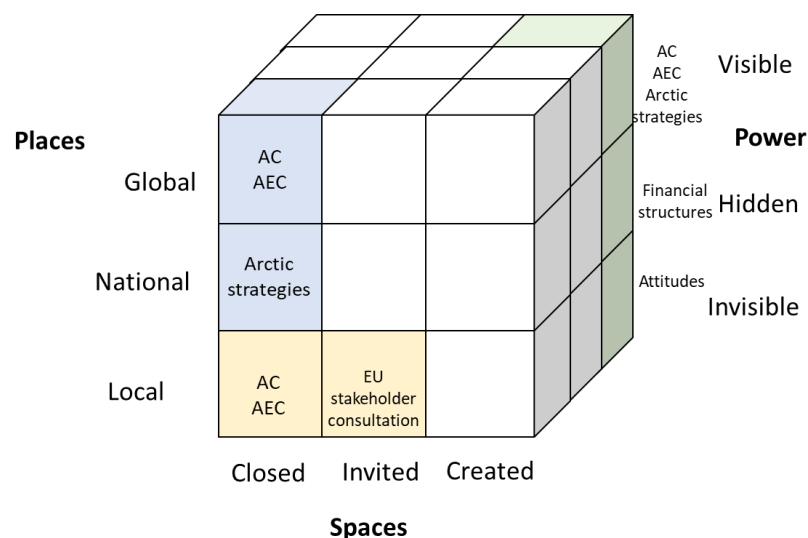 AC
AEC
Arctic
strategies
Visible
Places
Power
Global
AC
AEC
Financial
structures
Hidden
National
Arctic
strategies
Attitudes
Invisible
Local
AC
AEC
EU
stakeholder
consultation
Closed
Invited
Created
Spaces